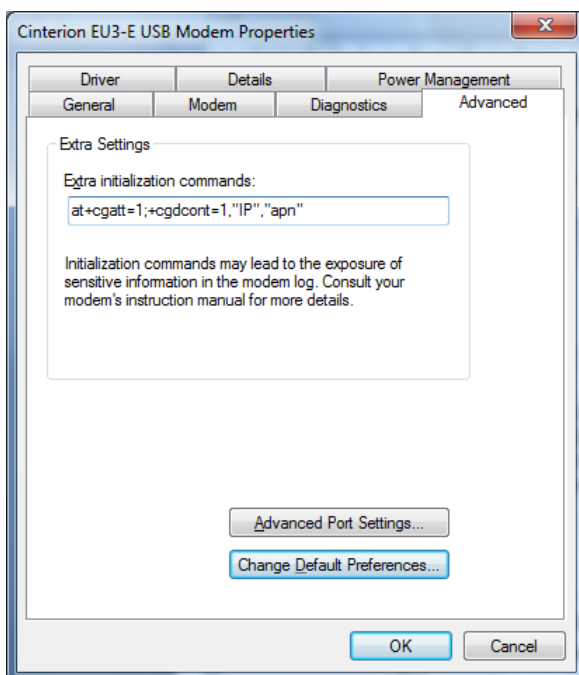 Cinterion EU3-E USB Modem Properties
Driver
Details
Power Management
General
Modem
Diagnostics
Advanced
Extra Settings
Extra initialization commands:
at+cgatt=1;+cgdcont=1,"IP","apn"
Initialization commands may lead to the exposure of
sensitive information in the modem log. Consult your
modem's instruction manual for more details.
Advanced Port Settings...
Change Default Preferences...
OK
Cancel